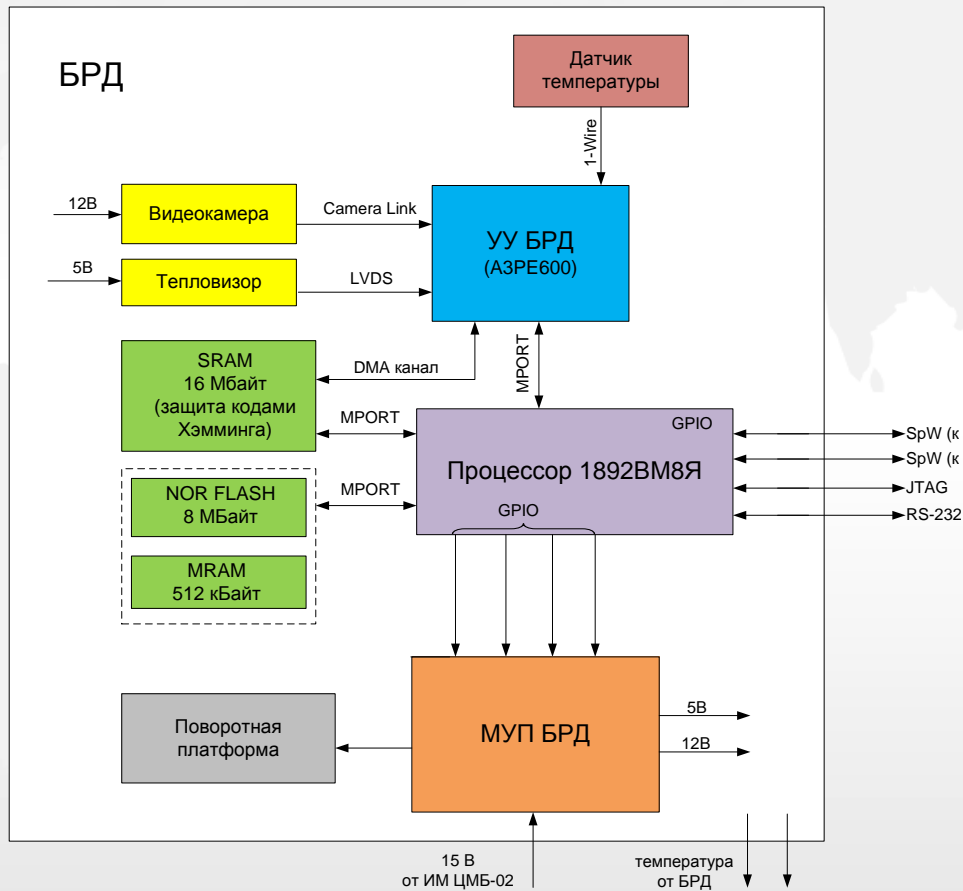 БРД
Датчик
температуры
1-Wire
12В
Видеокамера
Camera Link
УУ БРД
(A3PE600)
5В
Тепловизор
LVDS
SRAM
16 Мбайт
(защита кодами
Хэмминга)
DMA канал
MPORT
MPORT
GPIO
Процессор 1892ВМ8Я
GPIO
SpW (к
SpW (к
JTAG
RS-232
NOR FLASH
8 МБайт
MPORT
MRAM
512 кБайт
Поворотная
платформа
МУП БРД
5В
12В
15 В
от ИМ ЦМБ-02
температура
от БРД